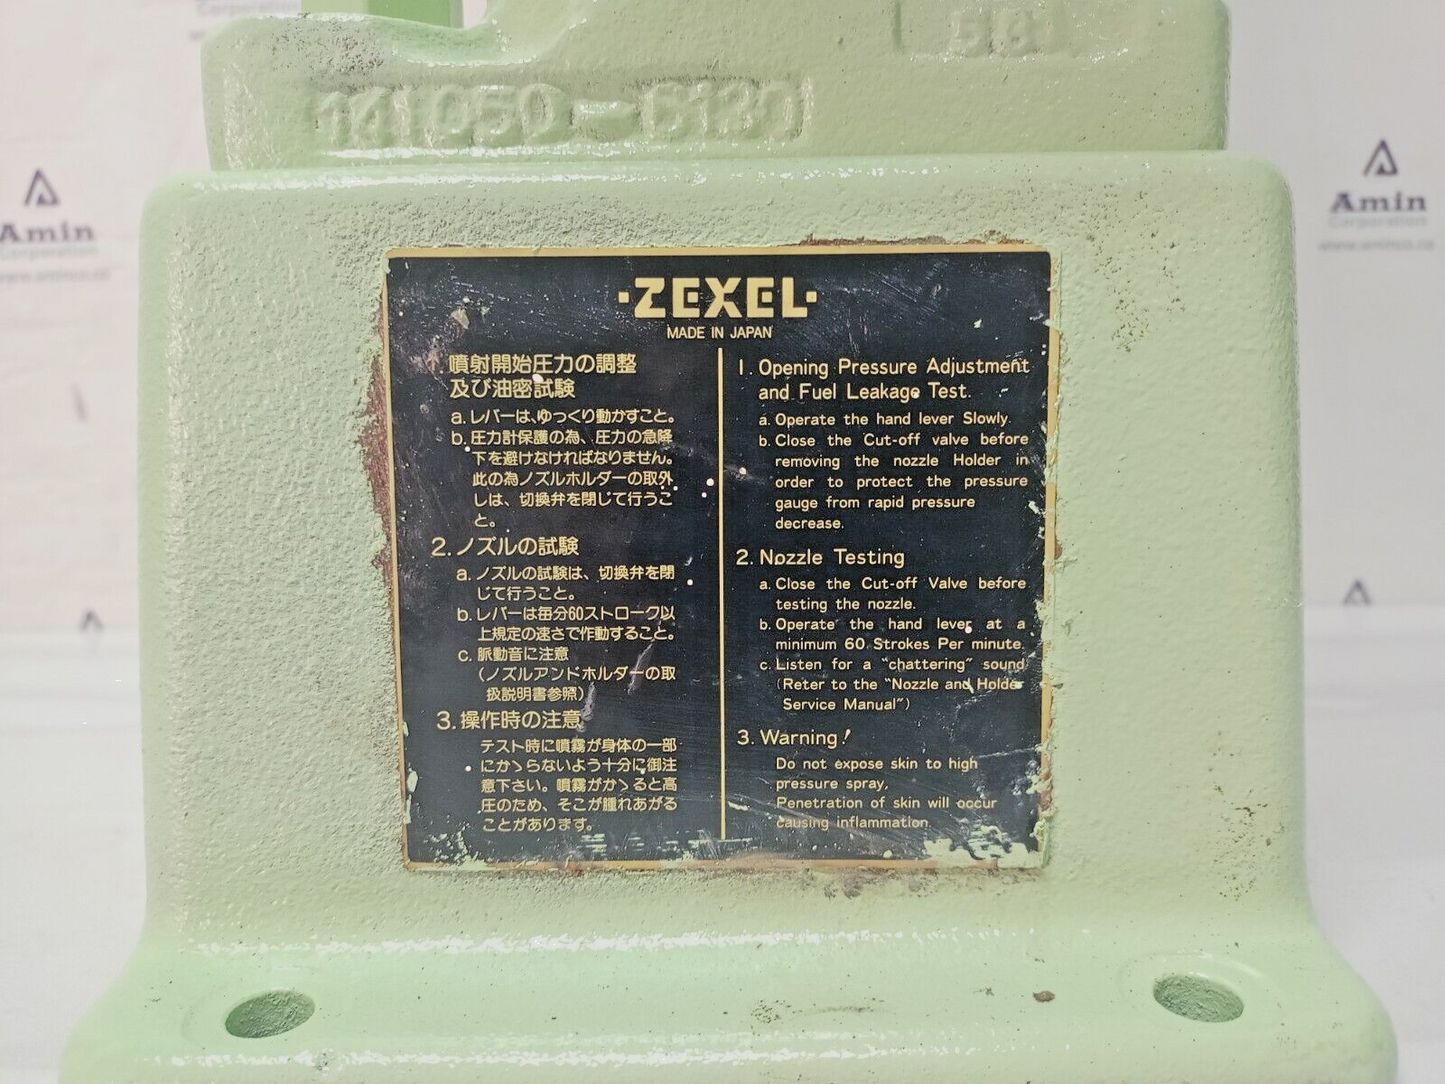 58
141050-6130
Amin
Corporation
www.aminco.co
Amin
Corporation
www.aminco.co
·ZEXEL·
MADE IN JAPAN
1. 噴射開始圧力の調整
及び油密試験
a. レバーは、ゆっくり動かすこと。
b. 圧力計保護の為、圧力の急降
下を避けなければなりません。
此の為ノズルホルダーの取外
しは、切換弁を閉じて行うこ
と。
2. ノズルの試験
a. ノズルの試験は、切換弁を閉
じて行うこと。
b. レバーは毎分60ストローク以
上規定の速さで作動すること。
c. 脈動音に注意
(ノズルアンドホルダーの取
扱説明書参照)
3. 操作時の注意
テスト時に噴霧が身体の一部
にかゝらないよう十分に御注
意下さい。噴霧がかゝると高
圧のため、そこが腫れあがる
ことがあります。
1. Opening Pressure Adjustment
and Fuel Leakage Test.
a. Operate the hand lever Slowly.
b. Close the Cut-off valve before
removing the nozzle Holder in
order to protect the pressure
gauge from rapid pressure
decrease.
2. Nozzle Testing
a. Close the Cut-off Valve before
testing the nozzle.
b. Operate the hand lever at a
minimum 60 Strokes Per minute.
c. Listen for a "chattering" sound
(Reter to the "Nozzle and Holder
Service Manual")
3. Warning!
Do not expose skin to high
pressure spray,
Penetration of skin will occur
causing inflammation